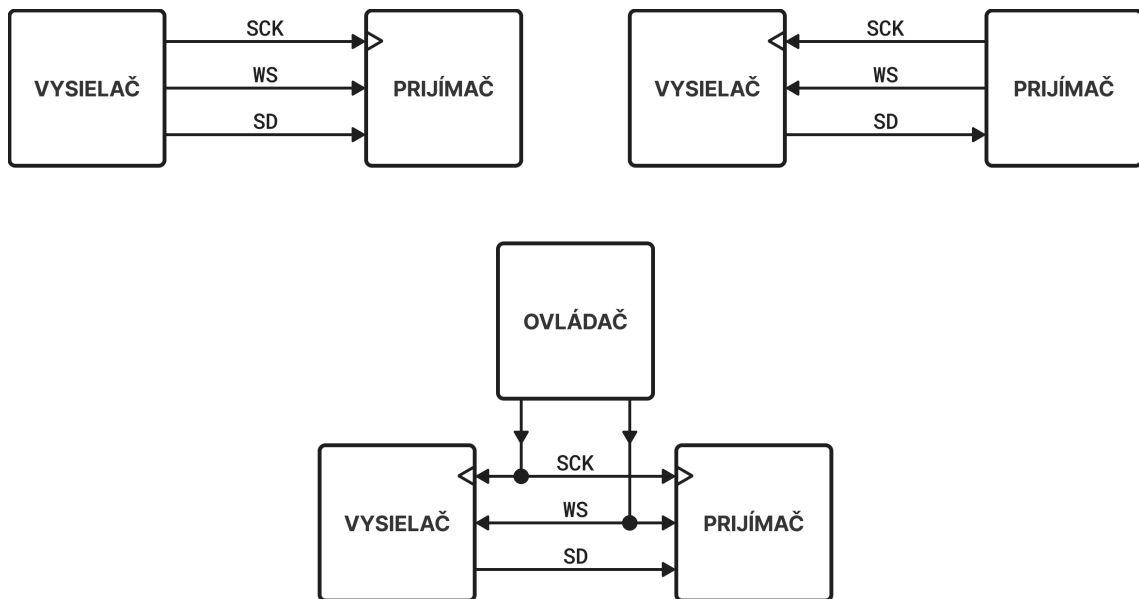 SCK
WS
SD
VYSIELAČ
PRIJÍMAČ
SCK
WS
SD
VYSIELAČ
PRIJÍMAČ
OVLÁDAČ
SCK
WS
SD
VYSIELAČ
PRIJÍMAČ